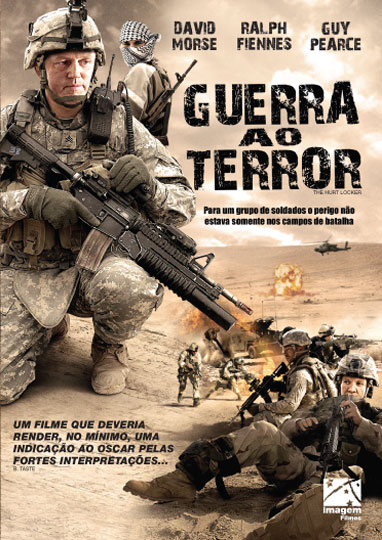 DAVID RALPH GUY
MORSE FIENNES PEARCE
GUERRA
AO
TERROR
THE HURT LOCKER
Para um grupo de soldados o perigo não
estava somente nos campos de batalha
UM FILME QUE DEVERIA
RENDER, NO MÍNIMO, UMA
INDICAÇÃO AO OSCAR PELAS
FORTES INTERPRETAÇÕES...
B. TASTE
imagem
Filmes